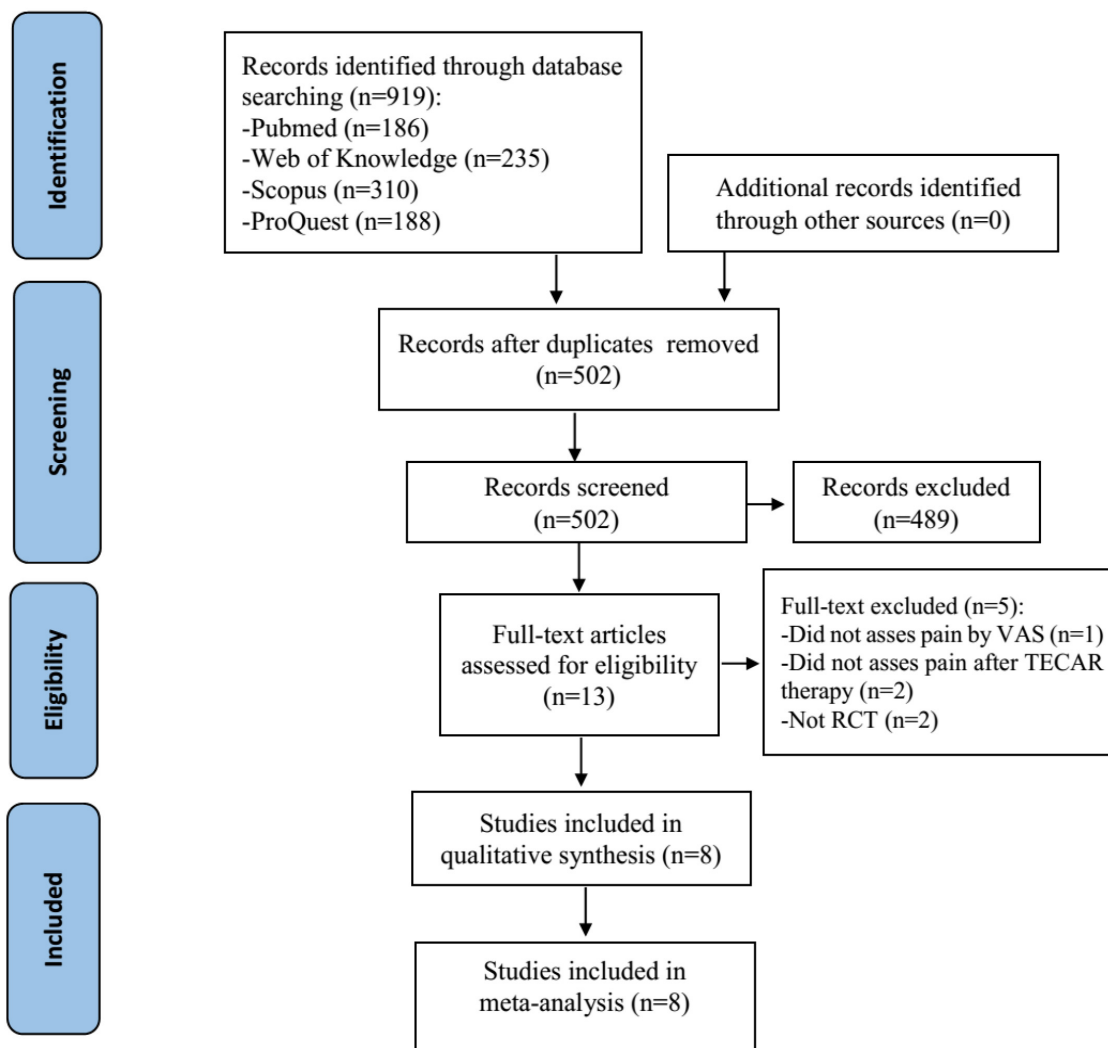 Identification
Records identified through database
searching (n=919):
-Pubmed (n=186)
-Web of Knowledge (n=235)
-Scopus (n=310)
-ProQuest (n=188)
Additional records identified
through other sources (n=0)
Screening
Records after duplicates removed
(n=502)
Records screened
(n=502)
Records excluded
(n=489)
Eligibility
Full-text articles
assessed for eligibility
(n=13)
Full-text excluded (n=5):
-Did not asses pain by VAS (n=1)
-Did not asses pain after TECAR
therapy (n=2)
-Not RCT (n=2)
Included
Studies included in
qualitative synthesis (n=8)
Studies included in
meta-analysis (n=8)